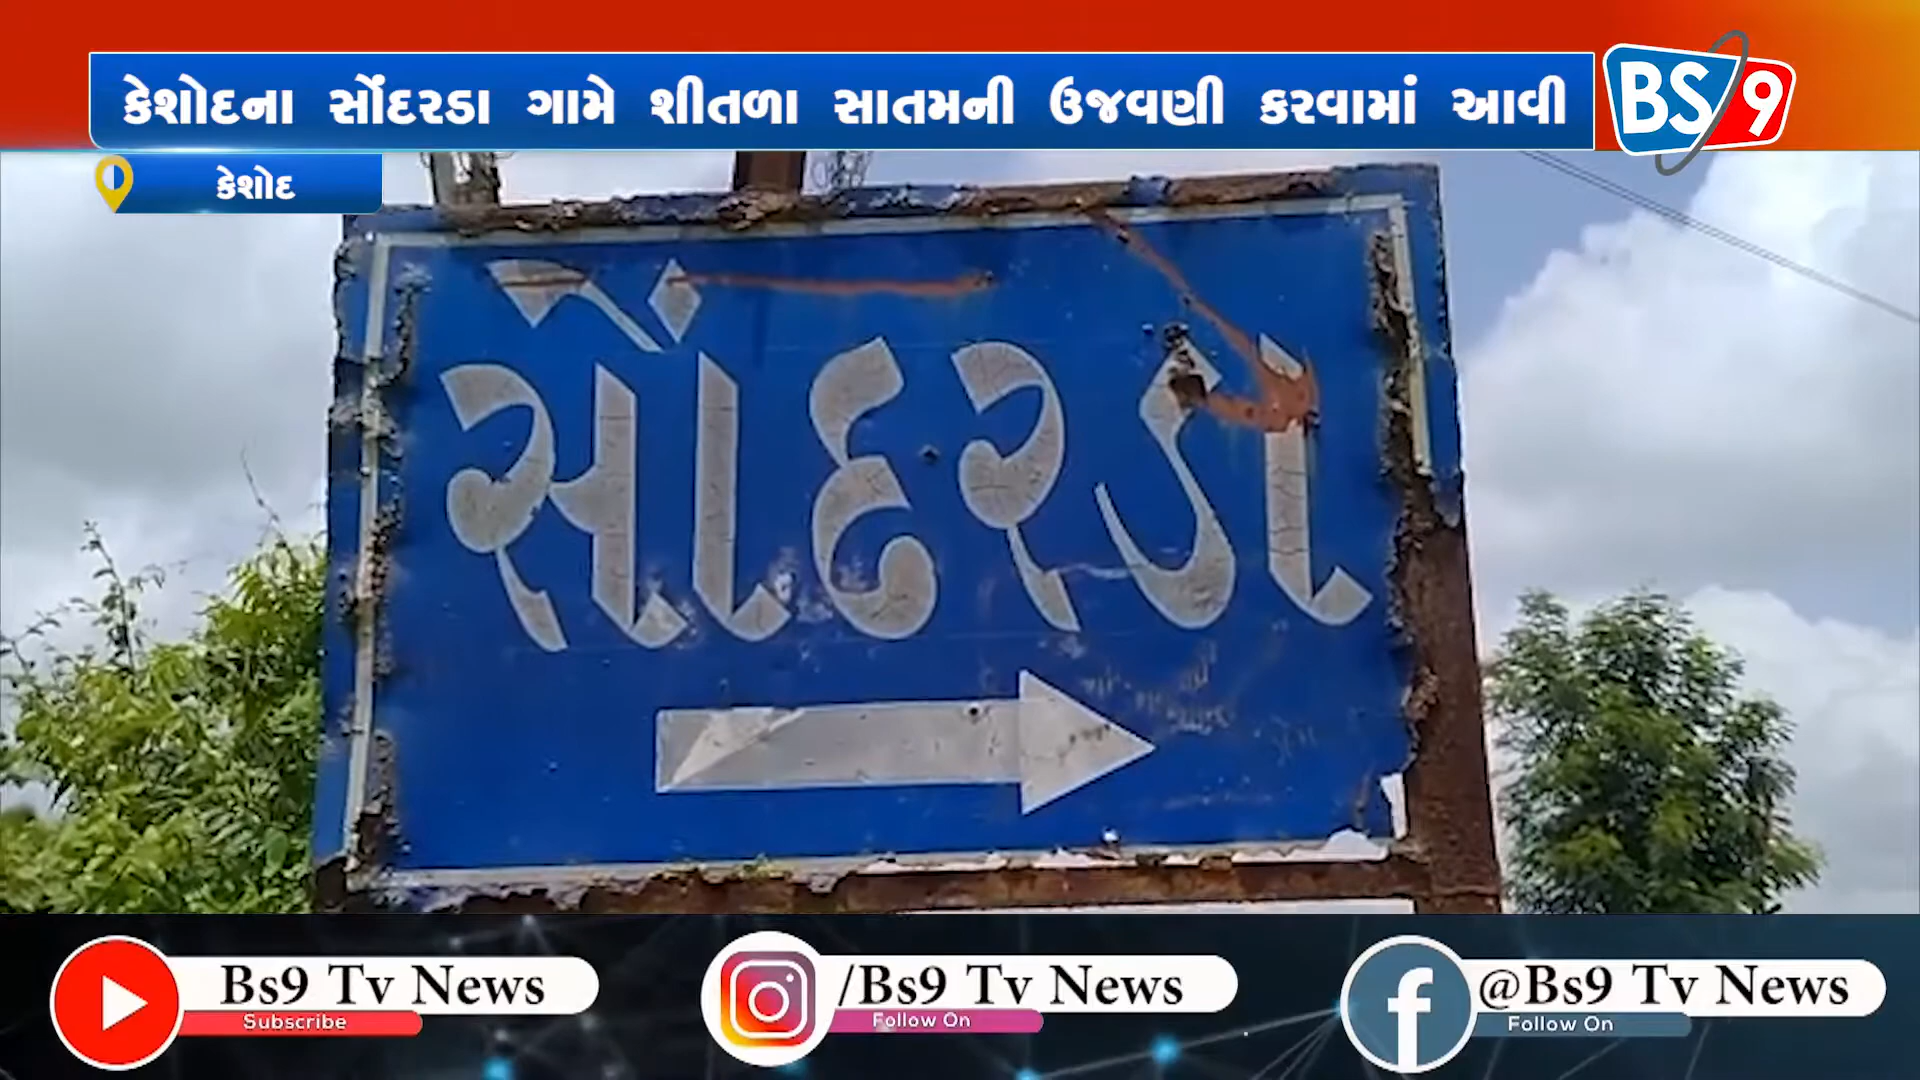 કેશોદના સોંદરડા ગામે શીતળા સાતમની ઉજવણી કરવામાં આવી
BS9
કેશોદ
સોંદરડા
Bs9 Tv News
Subscribe
/Bs9 Tv News
Follow On
@Bs9 Tv News
Follow On